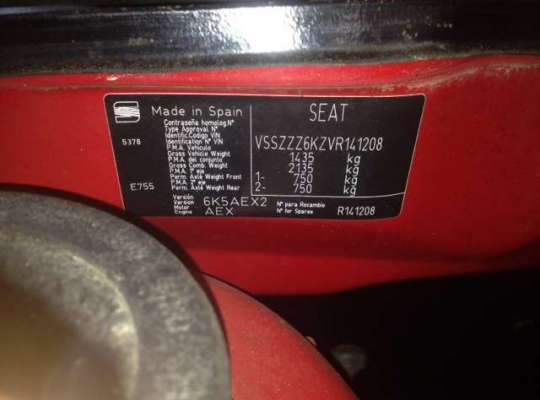 Made in Spain
SEAT
Contraseña homolog.Nº
Type Approval Nº
5378
Identific.Codigo VIN
Identification Nº VIN
VSSZZZ6KZVR141208
P.M.A. Vehículo
Gross Vehicle Weight
1435 kg
P.M.A. del conjunto
Gross Comb. Weight
2135 kg
P.M.A. 1º eje
Perm. Axle Weight Front
1- 750 kg
P.M.A. 2º eje
Perm. Axle Weight Rear
2- 750 kg
E755
Versión
Version
6K5AEX2
Motor
Engine
AEX
Nº para Recambio
Nº for Spares
R141208